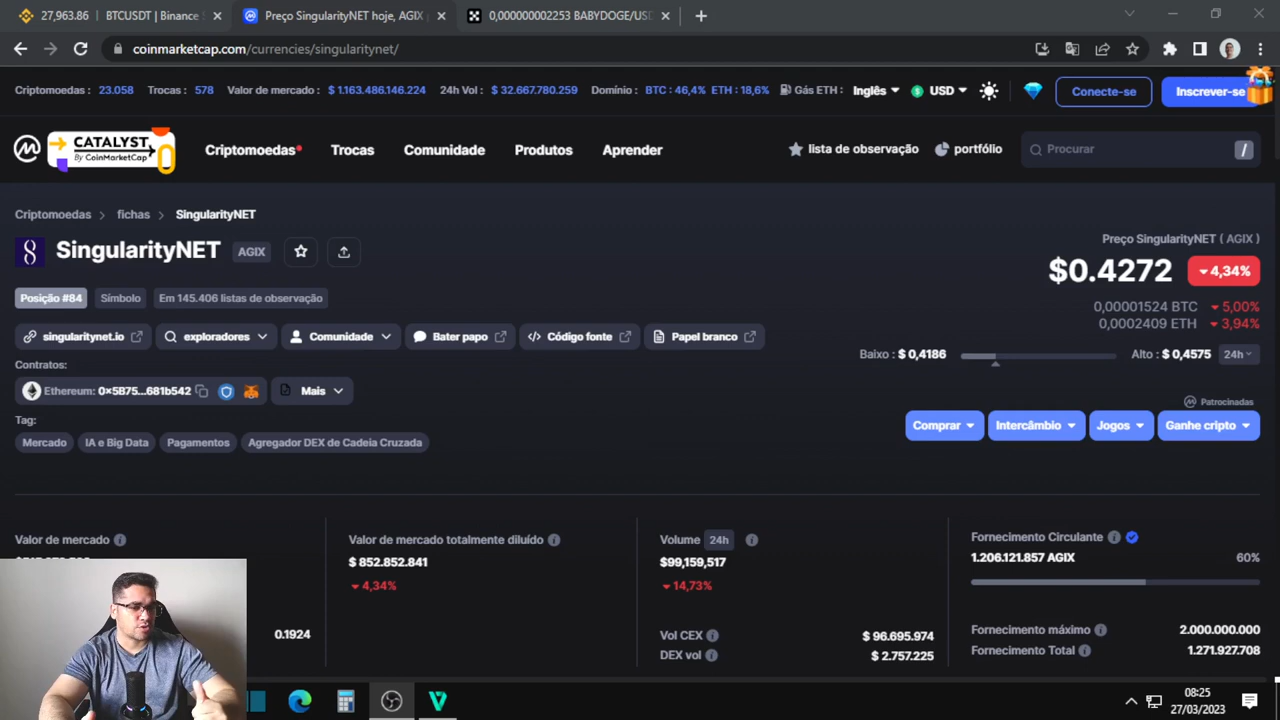 27,963.86 BTCUSDT | Binance S
Preço SingularityNET hoje, AGIX p
0,000000002253 BABYDOGE/USD
coinmarketcap.com/currencies/singularitynet/
Criptomoedas : 23.058 Trocas : 578 Valor de mercado : $ 1.163.486.146.224 24h Vol : $ 32.667.780.259 Domínio : BTC : 46,4% ETH : 18,6% Gás ETH : Inglês USD Conecte-se Inscrever-se
CATALYST
By CoinMarketCap
Criptomoedas Trocas Comunidade Produtos Aprender lista de observação portfólio Procurar /
Criptomoedas > fichas > SingularityNET
SingularityNET AGIX
Posição #84 Símbolo Em 145.406 listas de observação
singularitynet.io exploradores Comunidade Bater papo Código fonte Papel branco
Contratos:
Ethereum: 0x5B75...681b542 Mais
Tag:
Mercado IA e Big Data Pagamentos Agregador DEX de Cadeia Cruzada
Preço SingularityNET ( AGIX )
$0.4272 4,34%
0,00001524 BTC 5,00%
0,0002409 ETH 3,94%
Baixo : $ 0,4186 Alto : $ 0,4575 24h
Patrocinadas
Comprar Intercâmbio Jogos Ganhe cripto
Valor de mercado
0.1924
Valor de mercado totalmente diluído
$ 852.852.841
4,34%
Volume 24h
$99,159,517
14,73%
Vol CEX $ 96.695.974
DEX vol $ 2.757.225
Fornecimento Circulante
1.206.121.857 AGIX 60%
Fornecimento máximo 2.000.000.000
Fornecimento Total 1.271.927.708
08:25
27/03/2023